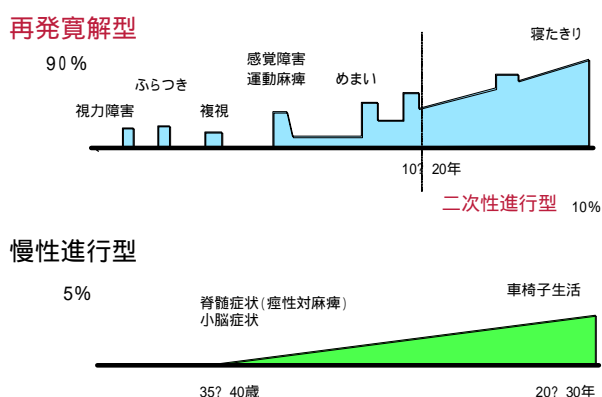 再発寛解型
90%
寝たきり
感覚障害
運動麻痺
めまい
ふらつき
視力障害
複視
10? 20年
二次性進行型 10%
慢性進行型
5%
車椅子生活
脊髄症状(痙性対麻痺)
小脳症状
35? 40歳
20? 30年